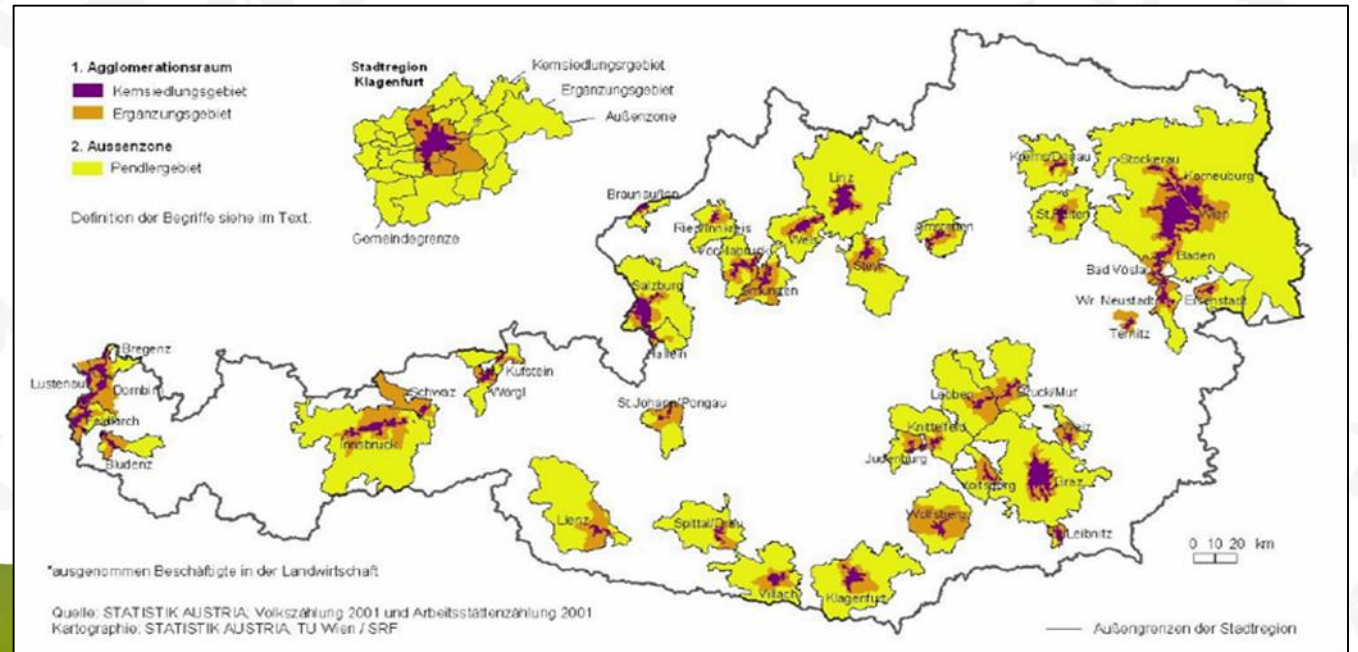 1. Agglomerationsraum
Kernsiedlungsgebiet
Ergänzungsgebiet
2. Aussenzone
Pendlergebiet
Definition der Begriffe siehe im Text.
Stadtregion
Klagenfurt
Kernsiedlungsgebiet
Ergänzungsgebiet
Außenzone
Gemeindegrenze
Braunau/Inn
Ried/Innkreis
Vöcklabruck
Gmunden
Wels
Linz
Steyr
Amstetten
Krems/Donau
St.Pölten
Stockerau
Korneuburg
Wien
Baden
Bad Vöslau
Wr. Neustadt
Eisenstadt
Ternitz
Salzburg
Hallein
Bregenz
Lustenau
Dornbirn
Feldkirch
Bludenz
Innsbruck
Schwaz
Kufstein
Wörgl
St.Johann/Pongau
Leoben
Bruck/Mur
Knittelfeld
Judenburg
Weiz
Voitsberg
Graz
Leibnitz
Wolfsberg
Lienz
Spittal/Drau
Villach
Klagenfurt
0 10 20 km
*ausgenommen Beschäftigte in der Landwirtschaft
Quelle: STATISTIK AUSTRIA; Volkszählung 2001 und Arbeitsstättenzählung 2001
Kartographie: STATISTIK AUSTRIA, TU Wien / SRF
Außengrenzen der Stadtregion